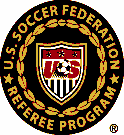 U.S. SOCCER FEDERATION
US
REFEREE PROGRAM
®